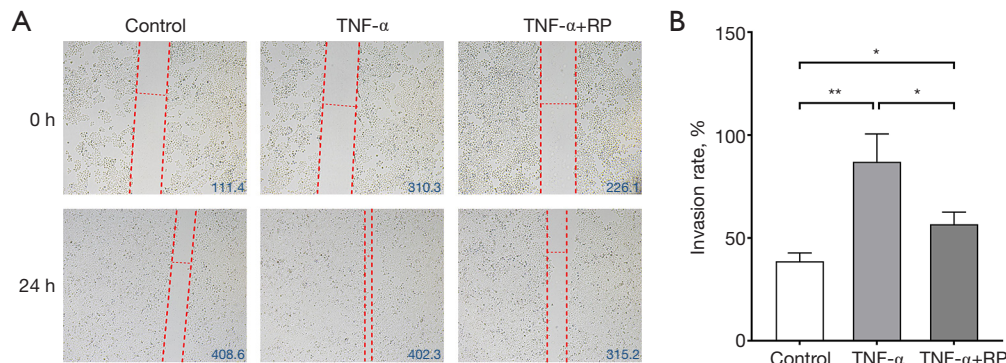 A
Control
TNF-α
TNF-α+RP
0 h
111.4
310.3
226.1
24 h
408.6
402.3
315.2
B
Invasion rate, %
150
100
50
0
*
**
*
Control
TNF-α
TNF-α+RP